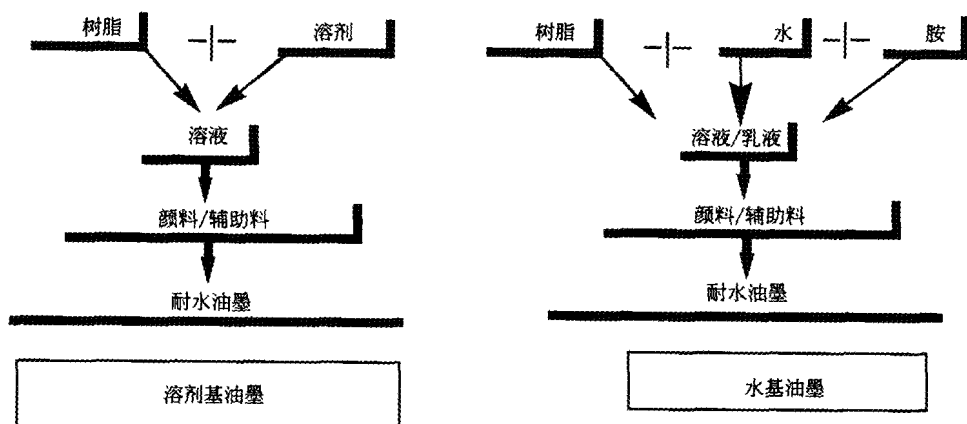 树脂
溶剂
溶液
颜料/辅助料
耐水油墨
溶剂基油墨
树脂
水
胺
溶液/乳液
颜料/辅助料
耐水油墨
水基油墨